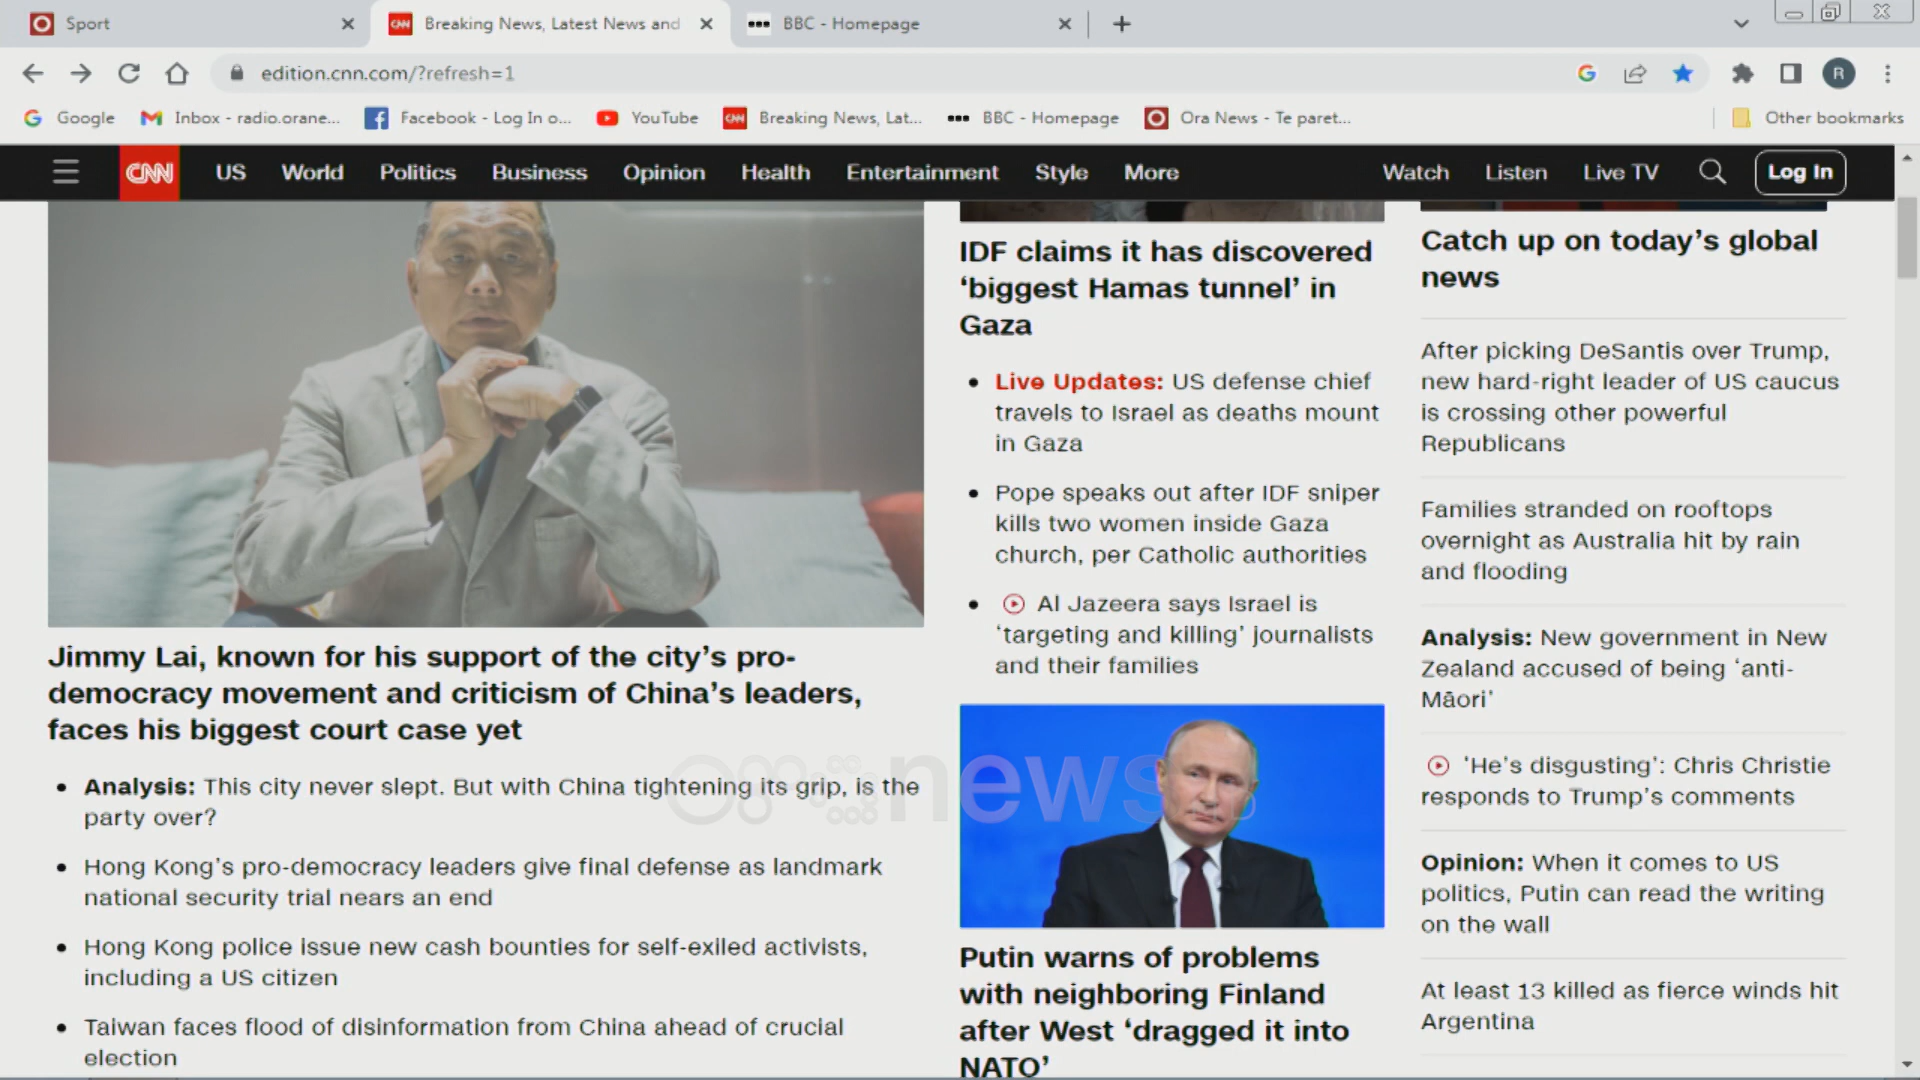 Sport
Breaking News, Latest News and
BBC - Homepage
edition.cnn.com/?refresh=1
R
Google
Inbox - radio.orane...
Facebook - Log In o...
YouTube
Breaking News, Lat...
BBC - Homepage
Ora News - Te paret...
Other bookmarks
CNN
US
World
Politics
Business
Opinion
Health
Entertainment
Style
More
Watch
Listen
Live TV
Log In
Jimmy Lai, known for his support of the city's pro-
democracy movement and criticism of China's leaders,
faces his biggest court case yet
Analysis: This city never slept. But with China tightening its grip, is the
party over?
Hong Kong's pro-democracy leaders give final defense as landmark
national security trial nears an end
Hong Kong police issue new cash bounties for self-exiled activists,
including a US citizen
Taiwan faces flood of disinformation from China ahead of crucial
election
IDF claims it has discovered
‘biggest Hamas tunnel’ in
Gaza
Live Updates: US defense chief
travels to Israel as deaths mount
in Gaza
Pope speaks out after IDF sniper
kills two women inside Gaza
church, per Catholic authorities
Al Jazeera says Israel is
‘targeting and killing’ journalists
and their families
oranews
Putin warns of problems
with neighboring Finland
after West ‘dragged it into
NATO’
Catch up on today’s global
news
After picking DeSantis over Trump,
new hard-right leader of US caucus
is crossing other powerful
Republicans
Families stranded on rooftops
overnight as Australia hit by rain
and flooding
Analysis: New government in New
Zealand accused of being ‘anti-
Māori’
‘He’s disgusting’: Chris Christie
responds to Trump’s comments
Opinion: When it comes to US
politics, Putin can read the writing
on the wall
At least 13 killed as fierce winds hit
Argentina